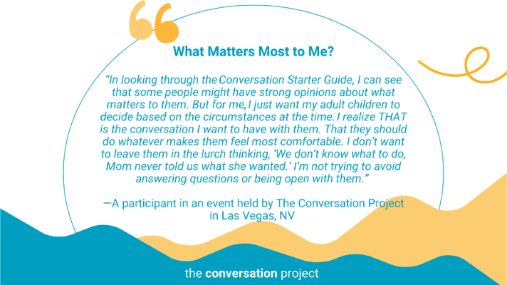 What Matters Most to Me?
“In looking through the Conversation Starter Guide, I can see
that some people might have strong opinions about what
matters to them. But for me, I just want my adult children to
decide based on the circumstances at the time. I realize THAT
is the conversation I want to have with them. That they should
do whatever makes them feel most comfortable. I don’t want
to leave them in the lurch thinking, ‘We don’t know what to do,
Mom never told us what she wanted.’ I’m not trying to avoid
answering questions or being open with them.”
—A participant in an event held by The Conversation Project
in Las Vegas, NV
the conversation project